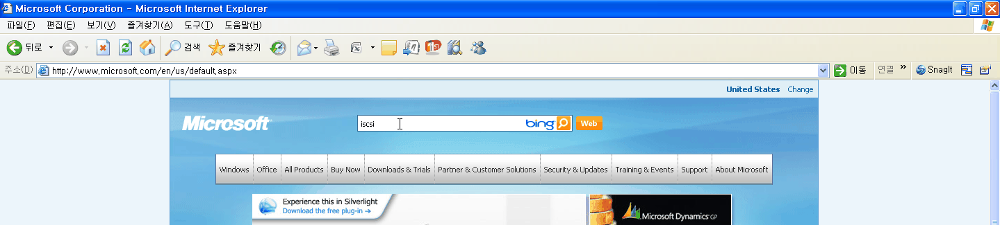 Microsoft Corporation - Microsoft Internet Explorer
파일(F) 편집(E) 보기(V) 즐겨찾기(A) 도구(T) 도움말(H)
뒤로 검색 즐겨찾기
주소(D) http://www.microsoft.com/en/us/default.aspx 이동 연결 » SnagIt
United States Change
Microsoft iscsi bing Web
Windows Office All Products Buy Now Downloads & Trials Partner & Customer Solutions Security & Updates Training & Events Support About Microsoft
Experience this in Silverlight
Download the free plug-in →
Microsoft Dynamics GP